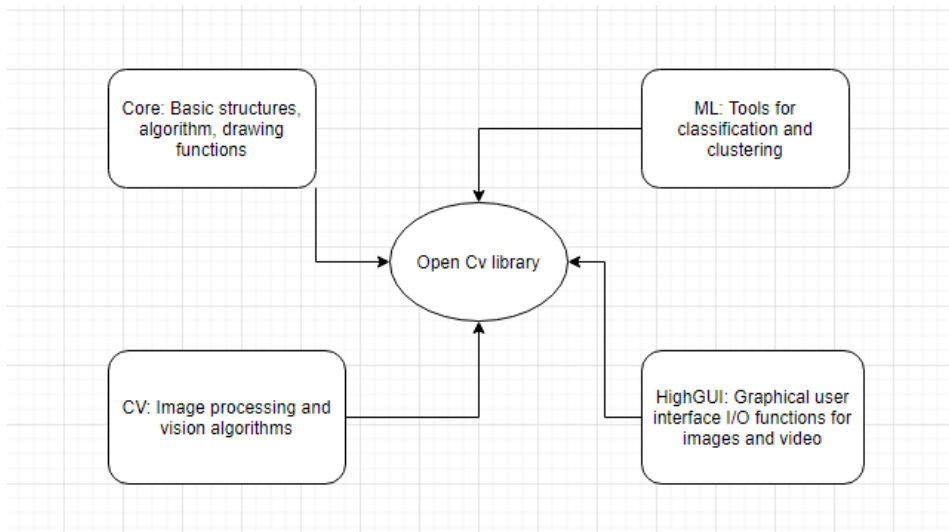 Core: Basic structures,
algorithm, drawing
functions
ML: Tools for
classification and
clustering
Open Cv library
CV: Image processing and
vision algorithms
HighGUI: Graphical user
interface I/O functions for
images and video